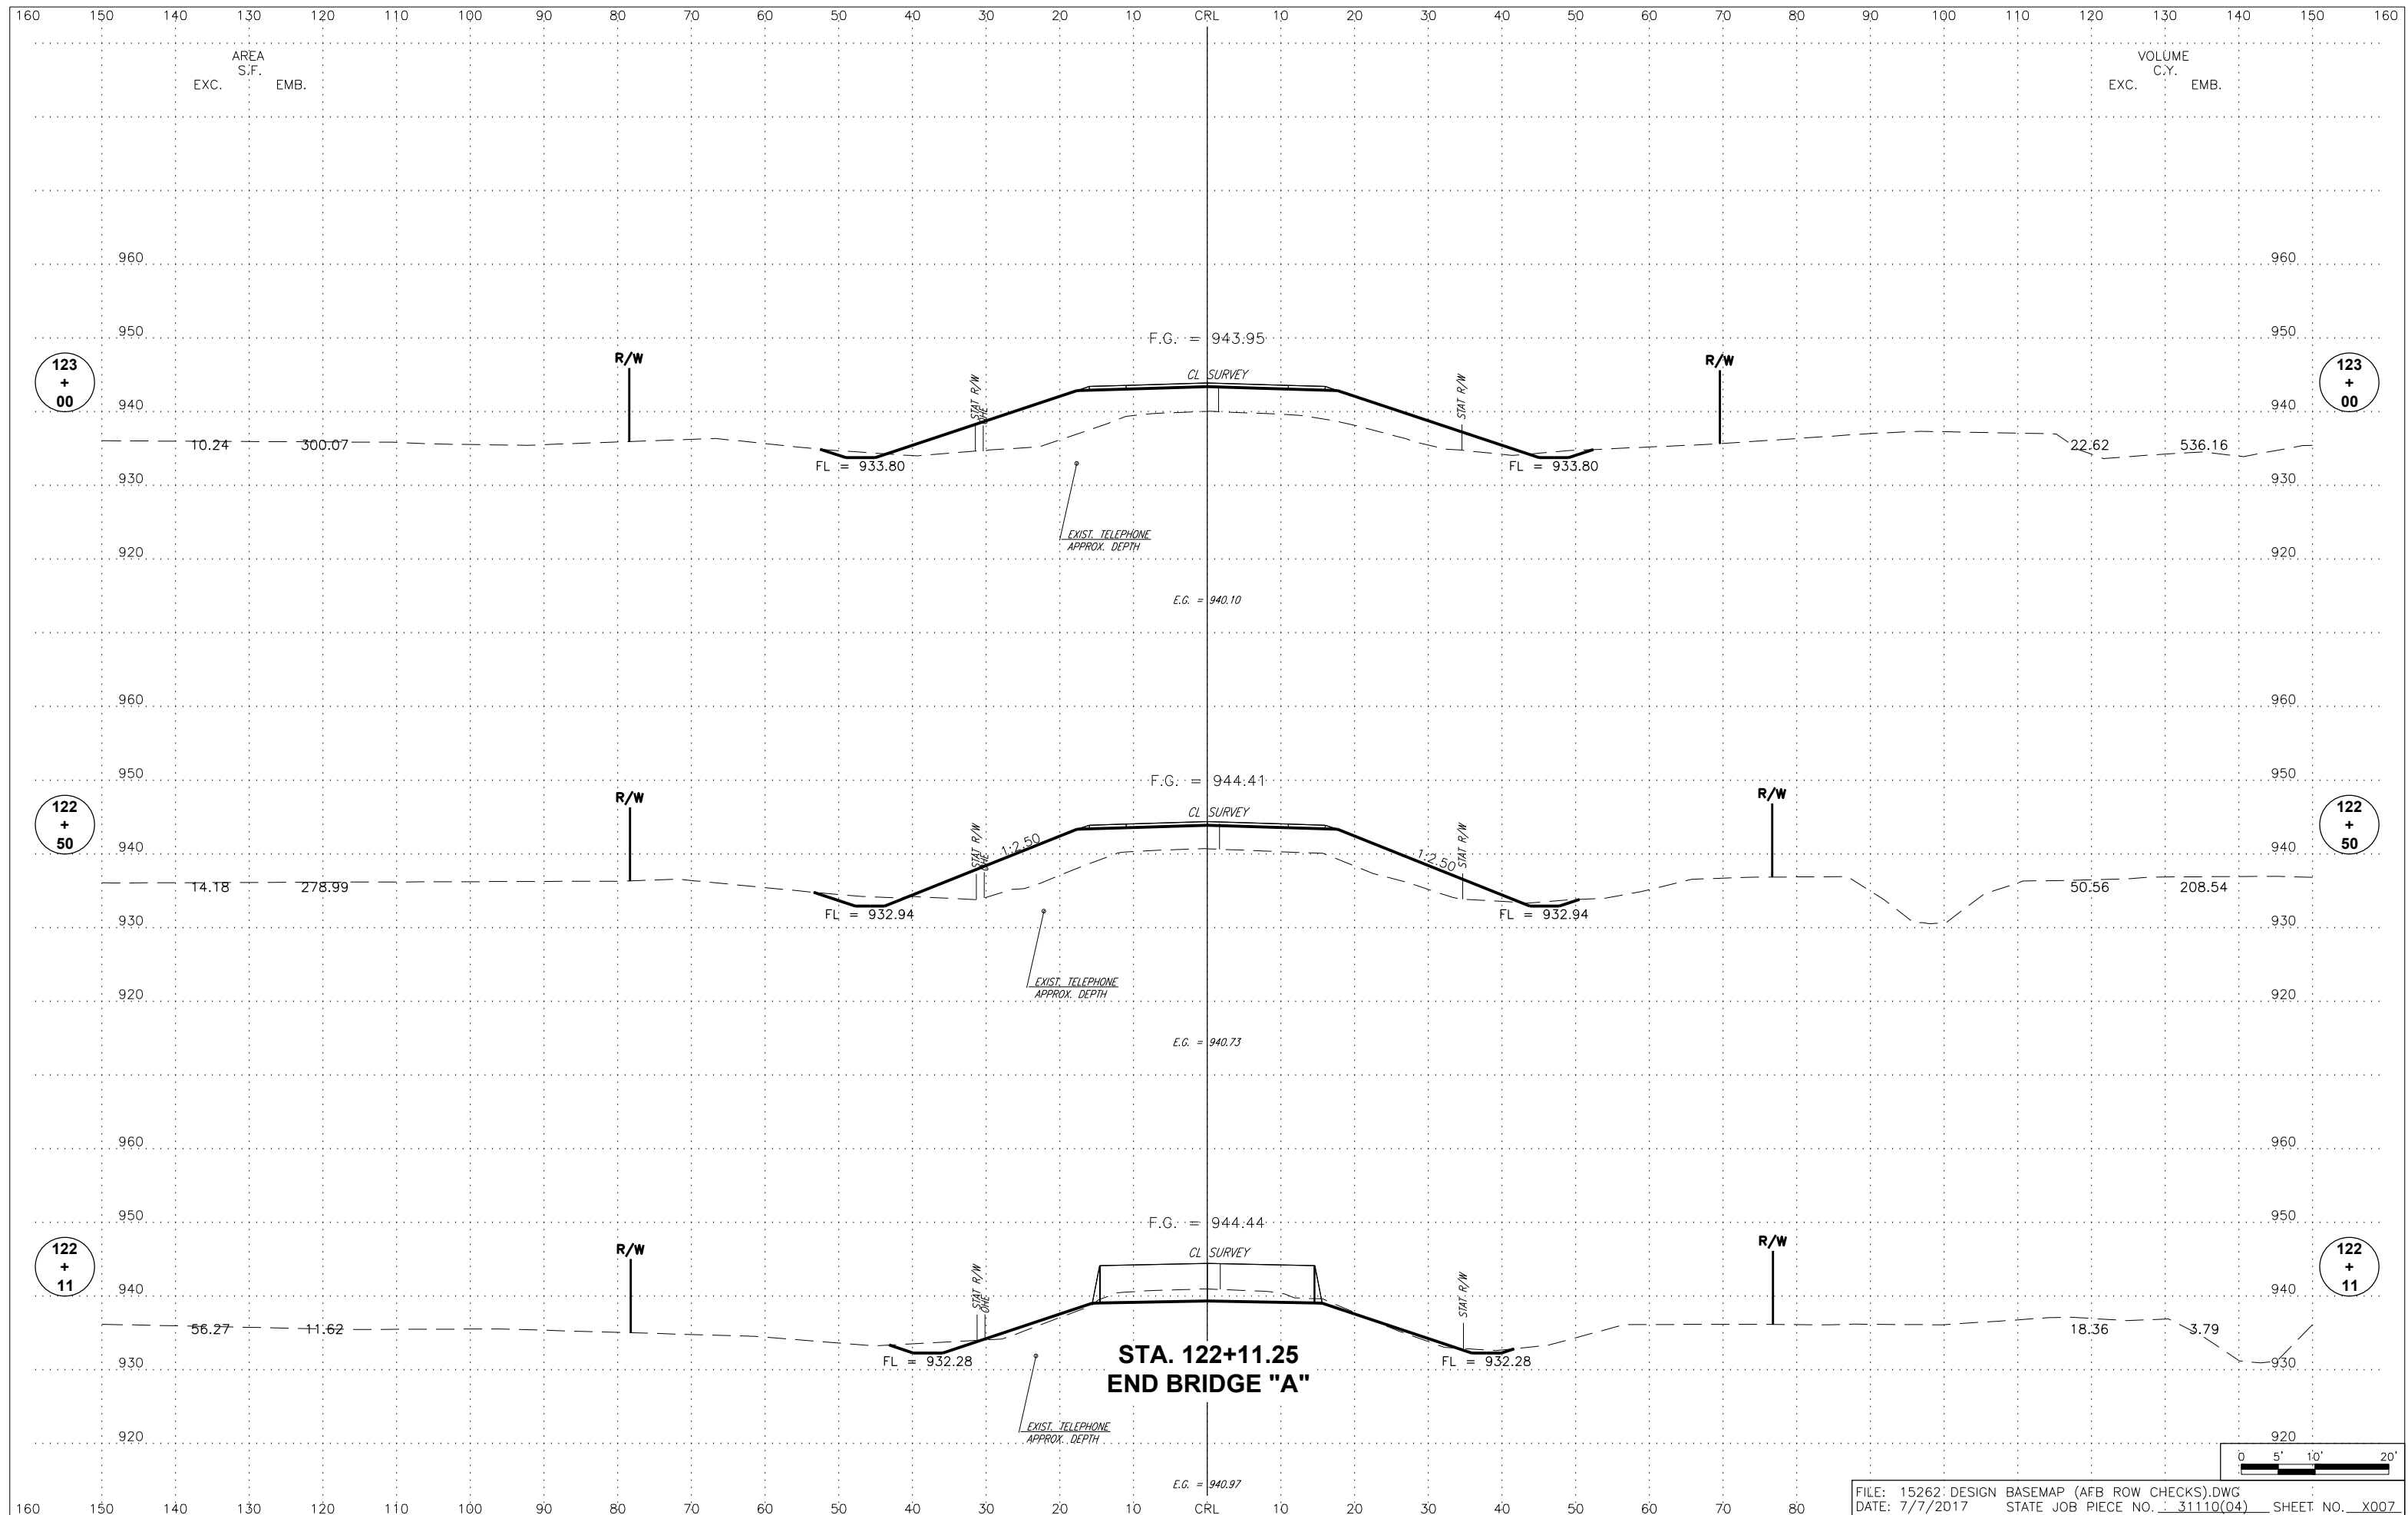 160 150 140 130 120 110 100 90 80 70 60 50 40 30 20 10 CRL 10 20 30 40 50 60 70 80 90 100 110 120 130 140 150 160
AREA
S.F.
EXC. EMB.
VOLUME
C.Y.
EXC. EMB.
960 960
950 F.G. = 943.95 950
123
+
00
R/W
STAT R/W
OHE
CL SURVEY
STAT R/W
R/W
123
+
00
940 940
10.24 300.07 22.62 536.16
FL = 933.80 FL = 933.80
930 930
EXIST. TELEPHONE
APPROX. DEPTH
920 920
E.G. = 940.10
960 960
950 F.G. = 944.41 950
122
+
50
R/W
STAT R/W
OHE
1:2.50
CL SURVEY
1:2.50
STAT R/W
R/W
122
+
50
940 940
14.18 278.99 50.56 208.54
FL = 932.94 FL = 932.94
930 930
EXIST. TELEPHONE
APPROX. DEPTH
920 920
E.G. = 940.73
960 960
950 F.G. = 944.44 950
122
+
11
R/W
STAT R/W
OHE
CL SURVEY
STAT R/W
R/W
122
+
11
940 940
56.27 11.62 18.36 3.79
FL = 932.28 FL = 932.28
930 930
STA. 122+11.25
END BRIDGE "A"
EXIST. TELEPHONE
APPROX. DEPTH
920 920
E.G. = 940.97
0 5' 10' 20'
160 150 140 130 120 110 100 90 80 70 60 50 40 30 20 10 CRL 10 20 30 40 50 60 70 80
FILE: 15262 DESIGN BASEMAP (AFB ROW CHECKS).DWG
DATE: 7/7/2017 STATE JOB PIECE NO. 31110(04) SHEET NO. X007